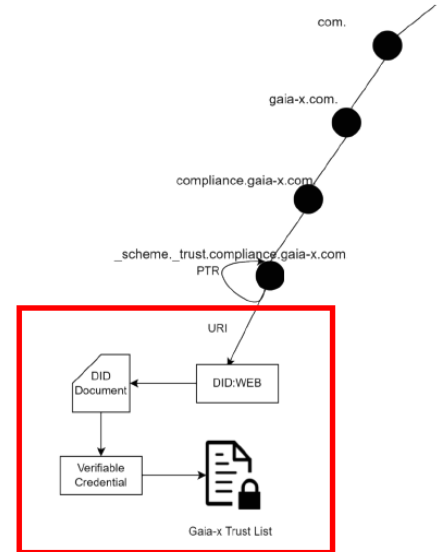 com.
gaia-x.com.
compliance.gaia-x.com
_scheme._trust.compliance.gaia-x.com
PTR
URI
DID
Document
DID:WEB
Verifiable
Credential
Gaia-x Trust List